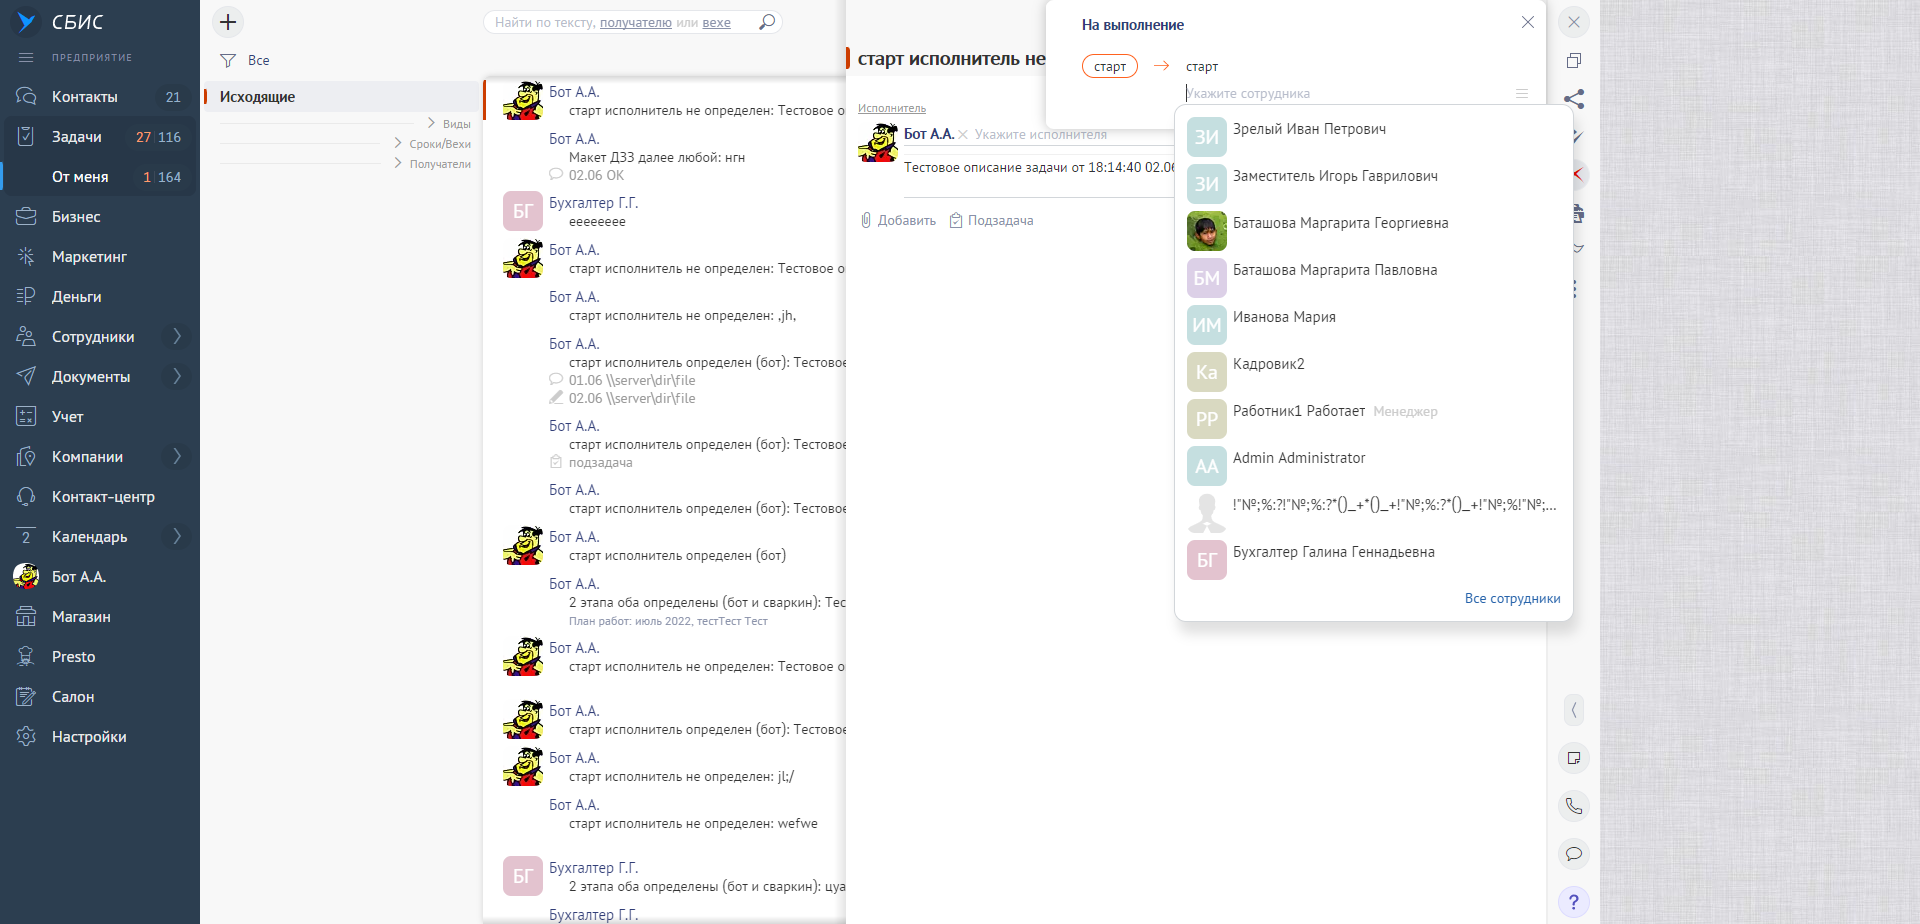 СБИС
ПРЕДПРИЯТИЕ
Контакты 21
Задачи 27 116
От меня 1 164
Бизнес
Маркетинг
Деньги
Сотрудники
Документы
Учет
Компании
Контакт-центр
2 Календарь
Бот А.А.
Магазин
Presto
Салон
Настройки
Найти по тексту, получателю или вехе
Все
Исходящие
Виды
Сроки/Вехи
Получатели
Бот А.А.
старт исполнитель не определен: Тестовое о
Бот А.А.
Макет ДЗЗ далее любой: нгн
02.06 ОК
БГ
Бухгалтер Г.Г.
еееееееe
Бот А.А.
старт исполнитель не определен: Тестовое о
Бот А.А.
старт исполнитель не определен: ,jh,
Бот А.А.
старт исполнитель определен (бот): Тестовое
01.06 \\server\dir\file
02.06 \\server\dir\file
Бот А.А.
старт исполнитель определен (бот): Тестовое
подзадача
Бот А.А.
старт исполнитель определен (бот): Тестовое
Бот А.А.
старт исполнитель определен (бот)
Бот А.А.
2 этапа оба определены (бот и сваркин): Тес
План работ: июль 2022, тестТест Тест
Бот А.А.
старт исполнитель не определен: Тестовое о
Бот А.А.
старт исполнитель определен (бот): Тестовое
Бот А.А.
старт исполнитель не определен: jl;/
Бот А.А.
старт исполнитель не определен: wefwe
БГ
Бухгалтер Г.Г.
2 этапа оба определены (бот и сваркин): цуа
Бухгалтер Г.Г.
старт исполнитель не
Исполнитель
Бот А.А. Укажите исполнителя
Тестовое описание задачи от 18:14:40 02.06
Добавить Подзадача
На выполнение
старт старт
Укажите сотрудника
ЗИ Зрелый Иван Петрович
ЗИ Заместитель Игорь Гаврилович
Баташова Маргарита Георгиевна
БМ Баташова Маргарита Павловна
ИМ Иванова Мария
Ка Кадровик2
РР Работник1 Работает Менеджер
AA Admin Administrator
!"№;%:?!"№;%:?*()_+*()_+!"№;%:?*()_+!"№;%!"№;...
БГ Бухгалтер Галина Геннадьевна
Все сотрудники
?